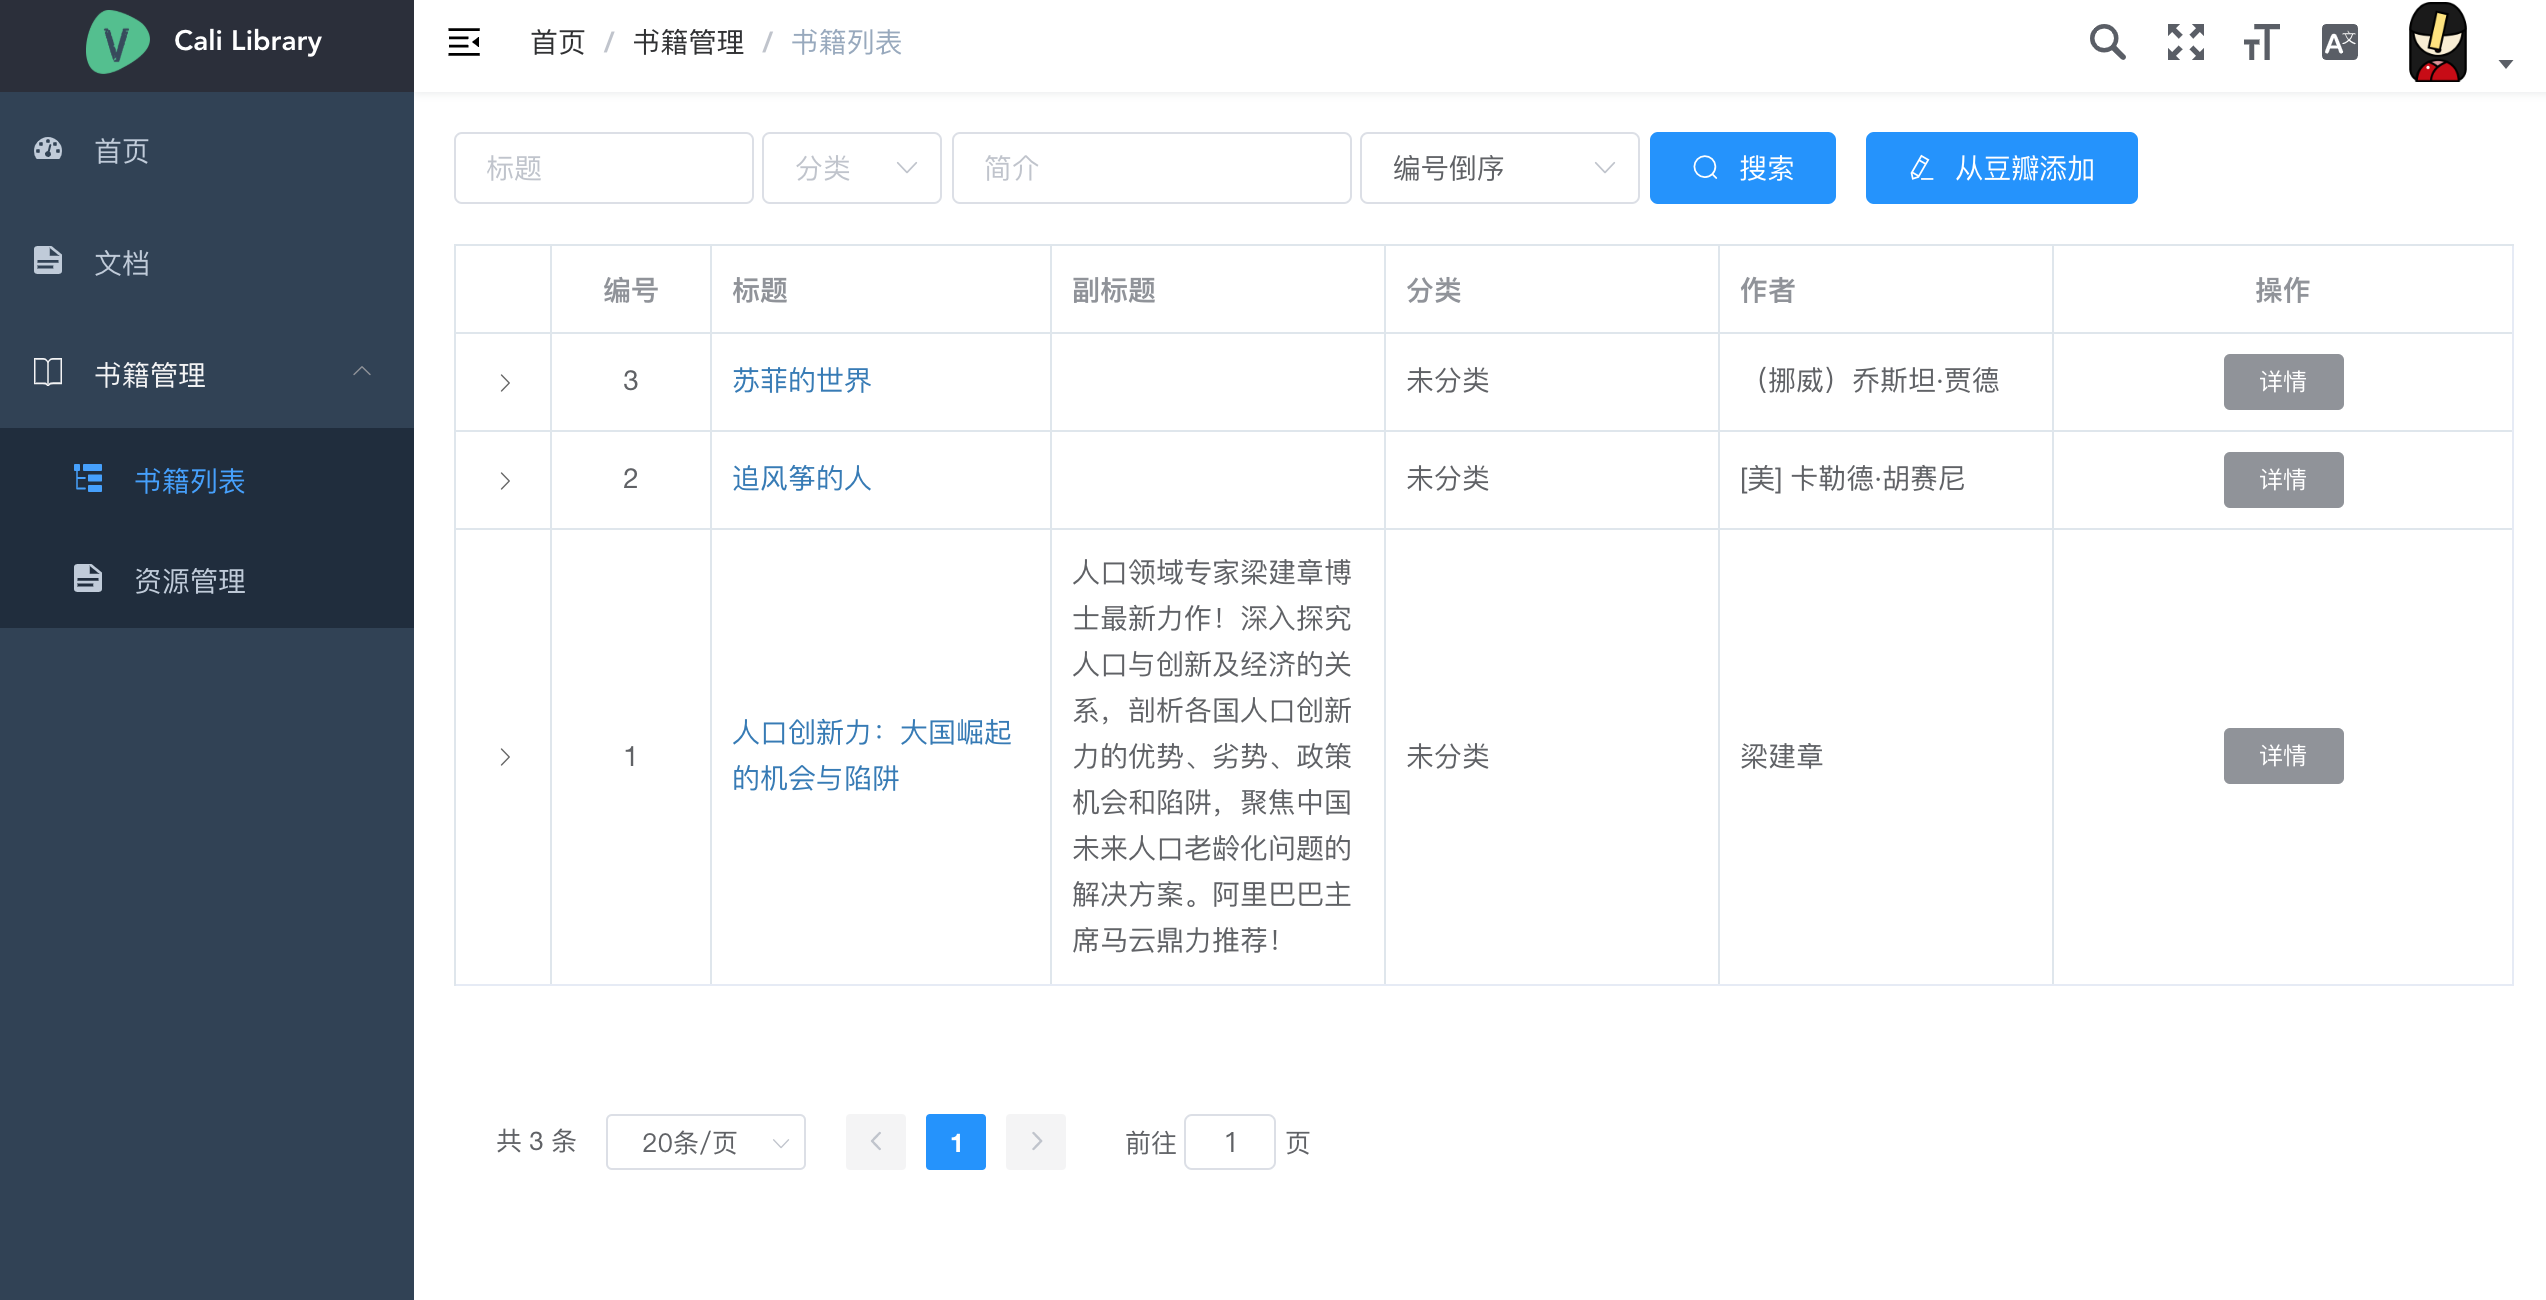 Cali Library
首页 / 书籍管理 / 书籍列表
首页
文档
书籍管理
书籍列表
资源管理
标题 分类 简介 编号倒序 搜索 从豆瓣添加
编号 标题 副标题 分类 作者 操作
3 苏菲的世界 未分类 （挪威）乔斯坦·贾德 详情
2 追风筝的人 未分类 [美] 卡勒德·胡赛尼 详情
1
人口创新力：大国崛起
的机会与陷阱
人口领域专家梁建章博
士最新力作！深入探究
人口与创新及经济的关
系，剖析各国人口创新
力的优势、劣势、政策
机会和陷阱，聚焦中国
未来人口老龄化问题的
解决方案。阿里巴巴主
席马云鼎力推荐！
未分类 梁建章 详情
共 3 条 20条/页 1 前往 1 页